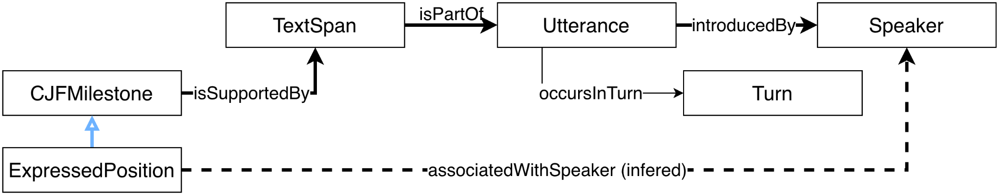 TextSpan
isPartOf
Utterance
introducedBy
Speaker
CJFMilestone
isSupportedBy
occursInTurn
Turn
ExpressedPosition
associatedWithSpeaker (infered)